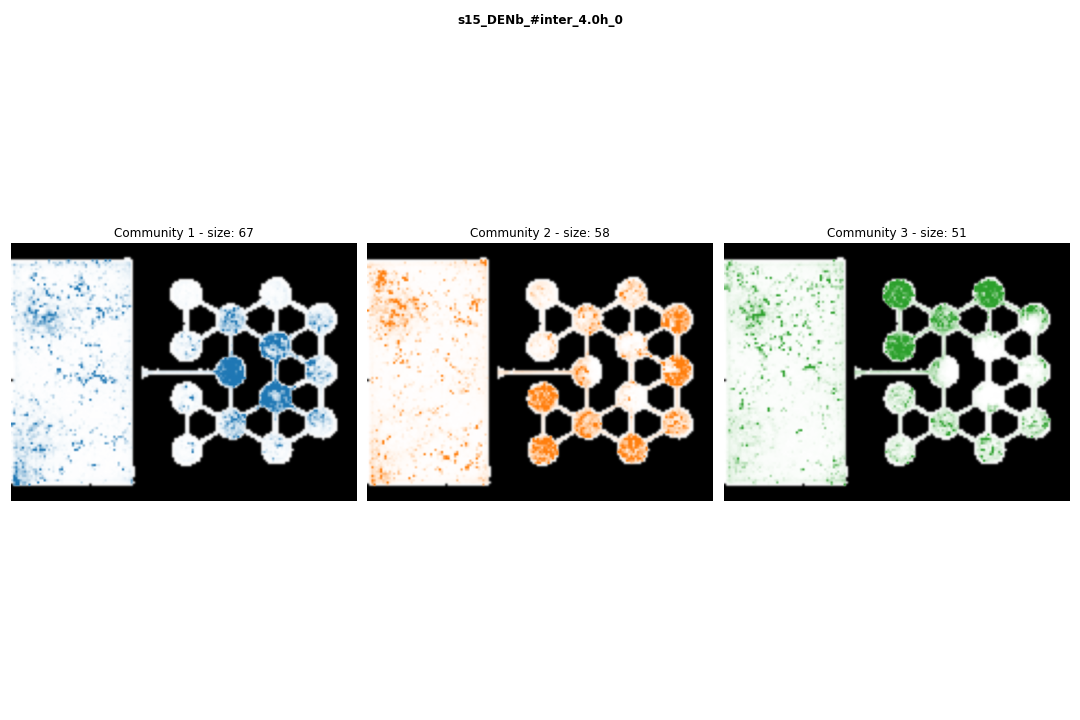 s15_DENb_#inter_4.0h_0
Community 1 - size: 67
Community 2 - size: 58
Community 3 - size: 51